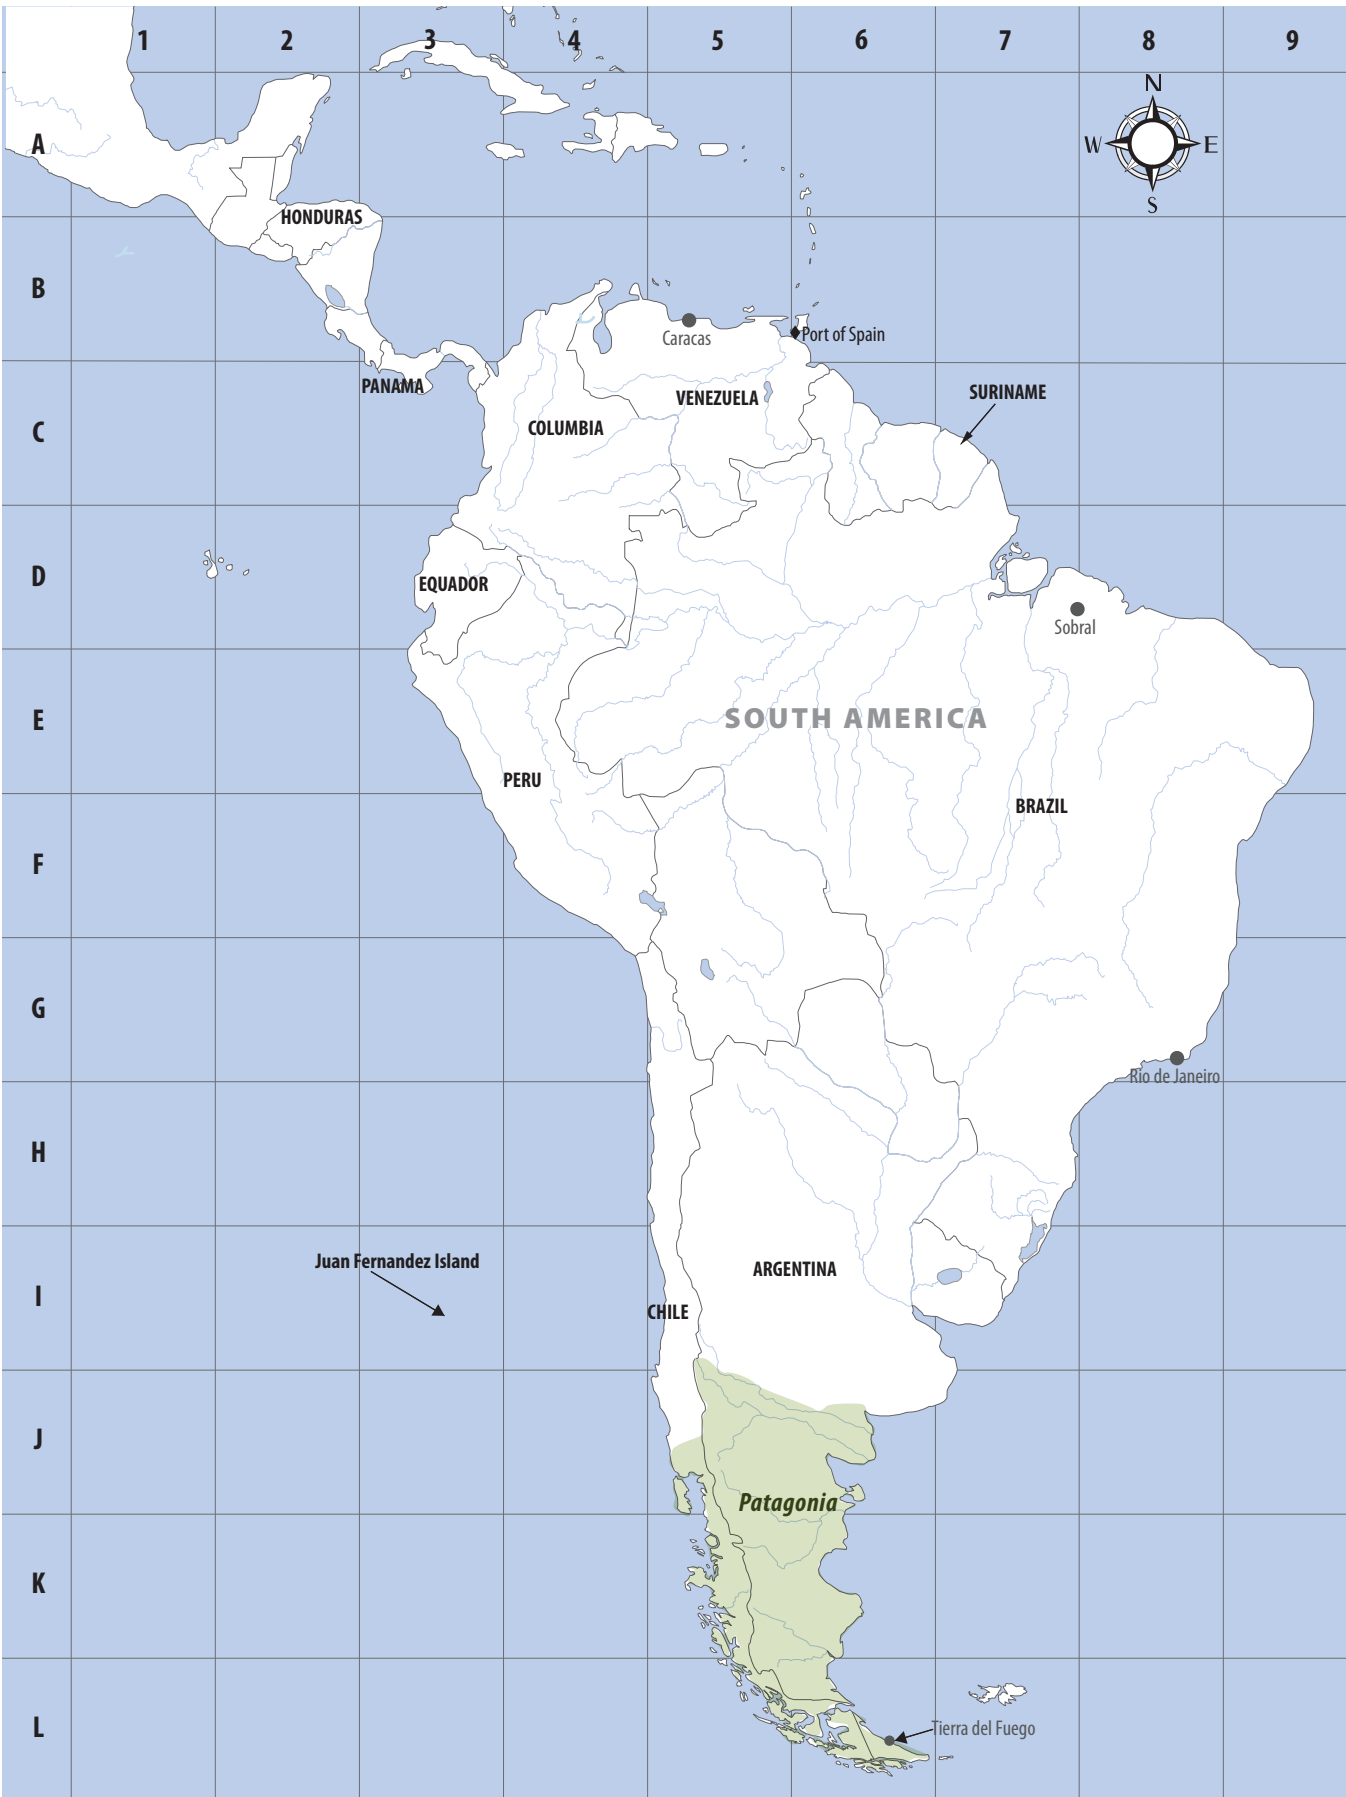 1 2 3 4 5 6 7 8 9
N
A
W E
S
HONDURAS
B
Caracas
Port of Spain
PANAMA
SURINAME
VENEZUELA
C
COLUMBIA
D
EQUADOR
Sobral
E
SOUTH AMERICA
PERU
BRAZIL
F
G
Rio de Janeiro
H
Juan Fernandez Island
ARGENTINA
I
CHILE
J
Patagonia
K
L
Tierra del Fuego